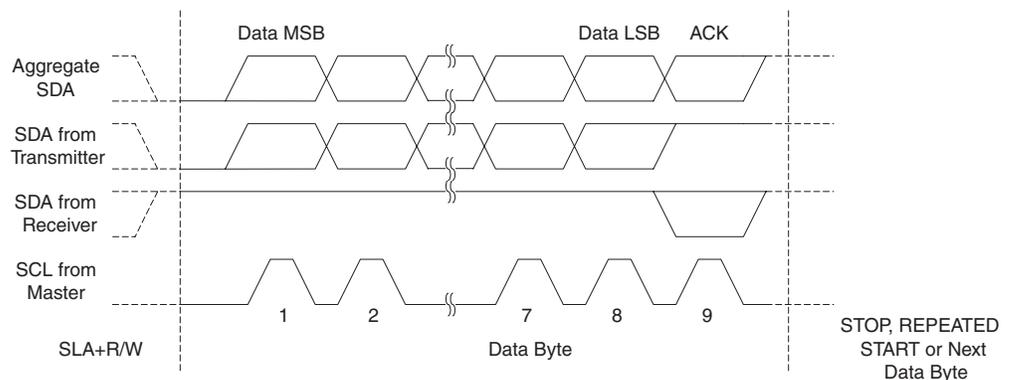 Data MSB
Data LSB
ACK
Aggregate
SDA
SDA from
Transmitter
SDA from
Receiver
SCL from
Master
1
2
7
8
9
SLA+R/W
Data Byte
STOP, REPEATED
START or Next
Data Byte